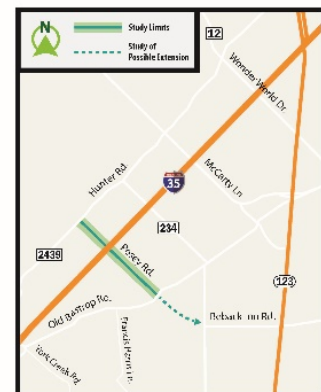 N
Study Limits
Study of
Possible Extension
12
Wonder World Dr.
Hunter Rd.
McCarty Ln
35
234
2439
Posey Rd.
Old Bastrop Rd.
123
Rd.
York Creek Rd.
Francis Harris Ln.